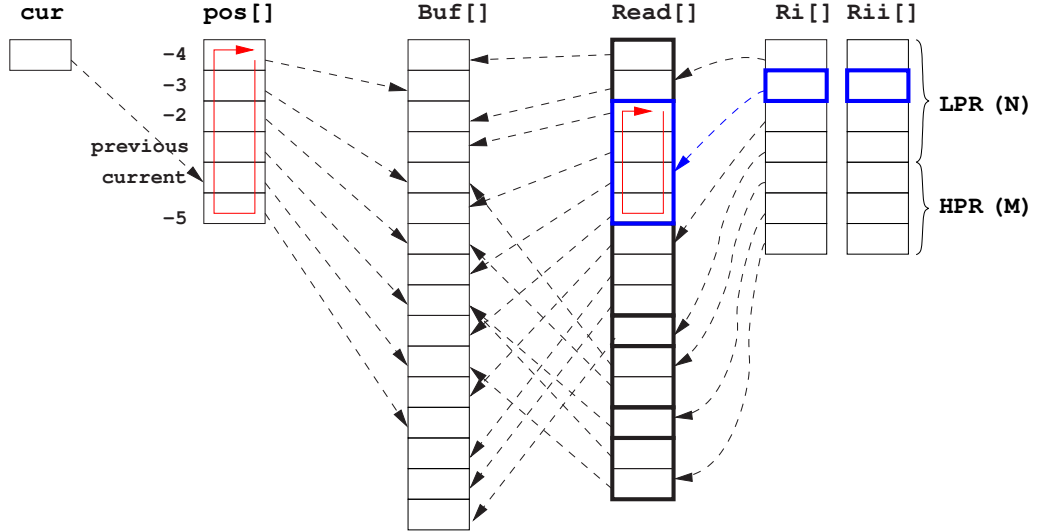 cur pos[] Buf[] Read[] Ri[] Rii[]
-4
-3
-2
previous
current
-5
LPR (N)
HPR (M)